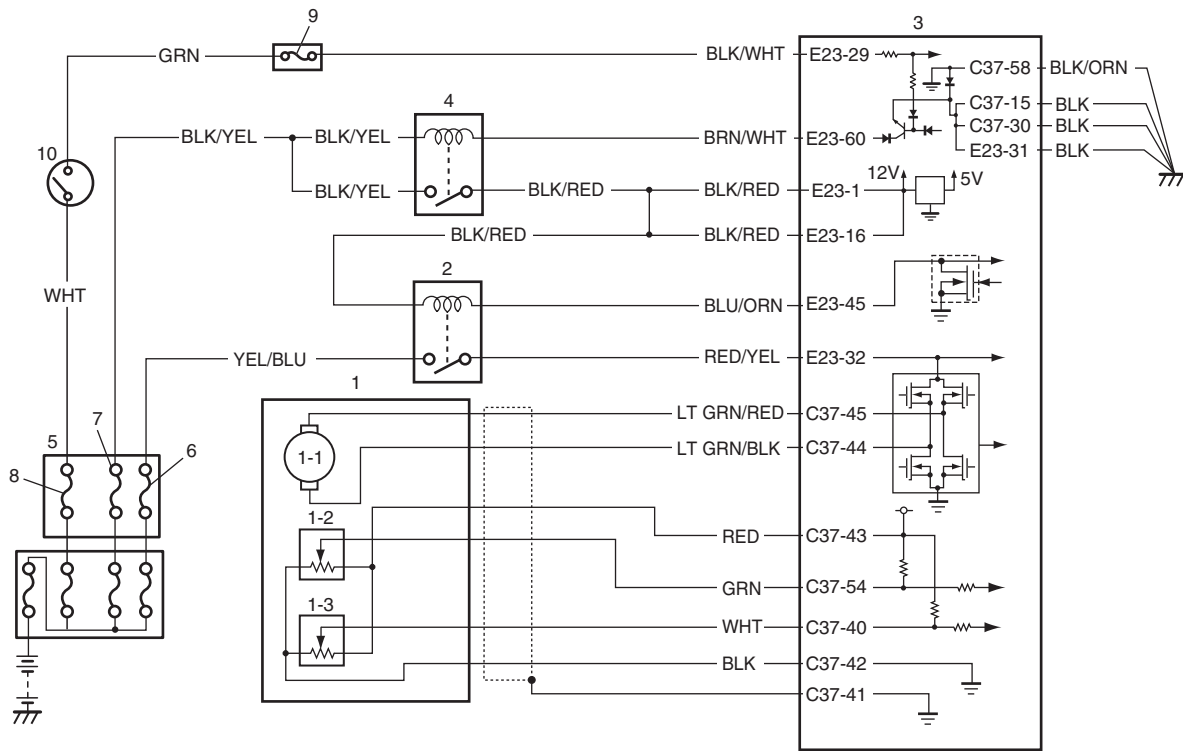 9 3
GRN BLK/WHT E23-29
C37-58 BLK/ORN
4 C37-15 BLK
BLK/YEL BLK/YEL BRN/WHT E23-60 C37-30 BLK
10 E23-31 BLK
12V 5V
BLK/YEL BLK/RED BLK/RED E23-1
BLK/RED BLK/RED E23-16
2
WHT
BLU/ORN E23-45
YEL/BLU RED/YEL E23-32
1
LT GRN/RED C37-45
7
5 6 1-1 LT GRN/BLK C37-44
8
1-2
RED C37-43
GRN C37-54
1-3
WHT C37-40
BLK C37-42
C37-41